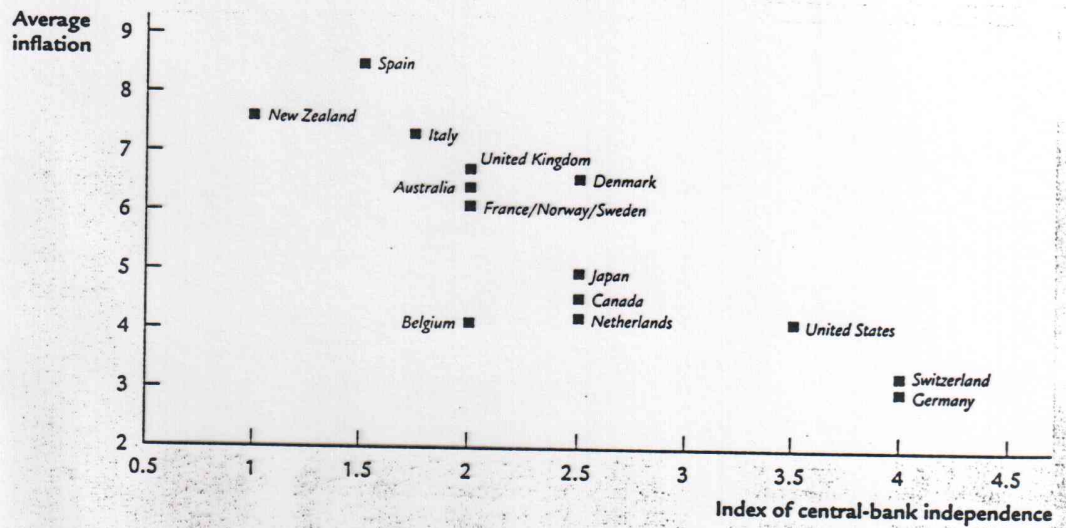 Average
inflation
9
8
7
6
5
4
3
2
Spain
New Zealand
Italy
United Kingdom
Australia
Denmark
France/Norway/Sweden
Japan
Canada
Belgium
Netherlands
United States
Switzerland
Germany
0.5 1 1.5 2 2.5 3 3.5 4 4.5
Index of central-bank independence